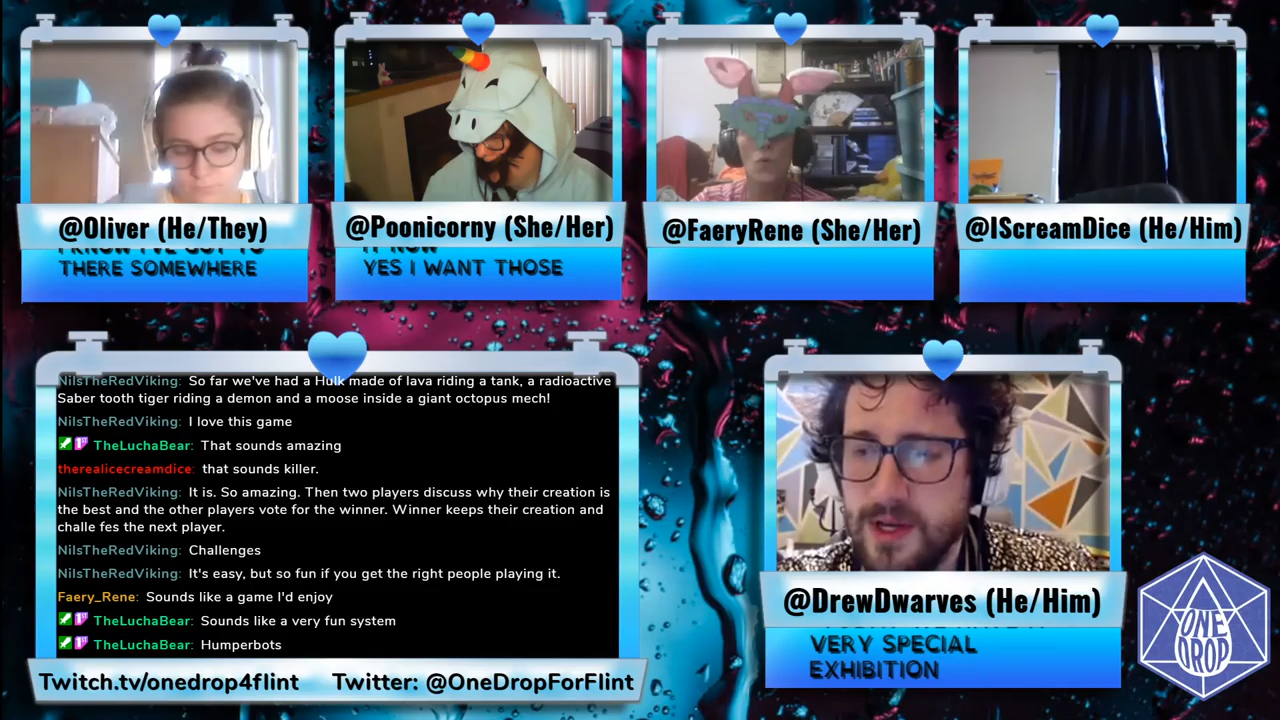 @Oliver (He/They)
@Poonicorny (She/Her)
@FaeryRene (She/Her)
@IScreamDice (He/Him)
I KNOW I'VE GOT TO
THERE SOMEWHERE
IT NOW
YES I WANT THOSE
NilsTheRedViking: So far we've had a Hulk made of lava riding a tank, a radioactive
Saber tooth tiger riding a demon and a moose inside a giant octopus mech!
NilsTheRedViking: I love this game
TheLuchaBear: That sounds amazing
therealicecreamdice: that sounds killer.
NilsTheRedViking: It is. So amazing. Then two players discuss why their creation is
the best and the other players vote for the winner. Winner keeps their creation and
challe fes the next player.
NilsTheRedViking: Challenges
NilsTheRedViking: It's easy, but so fun if you get the right people playing it.
Faery_Rene: Sounds like a game I'd enjoy
TheLuchaBear: Sounds like a very fun system
TheLuchaBear: Humperbots
Twitch.tv/onedrop4flint Twitter: @OneDropForFlint
@DrewDwarves (He/Him)
VERY SPECIAL
EXHIBITION
ONE
DROP